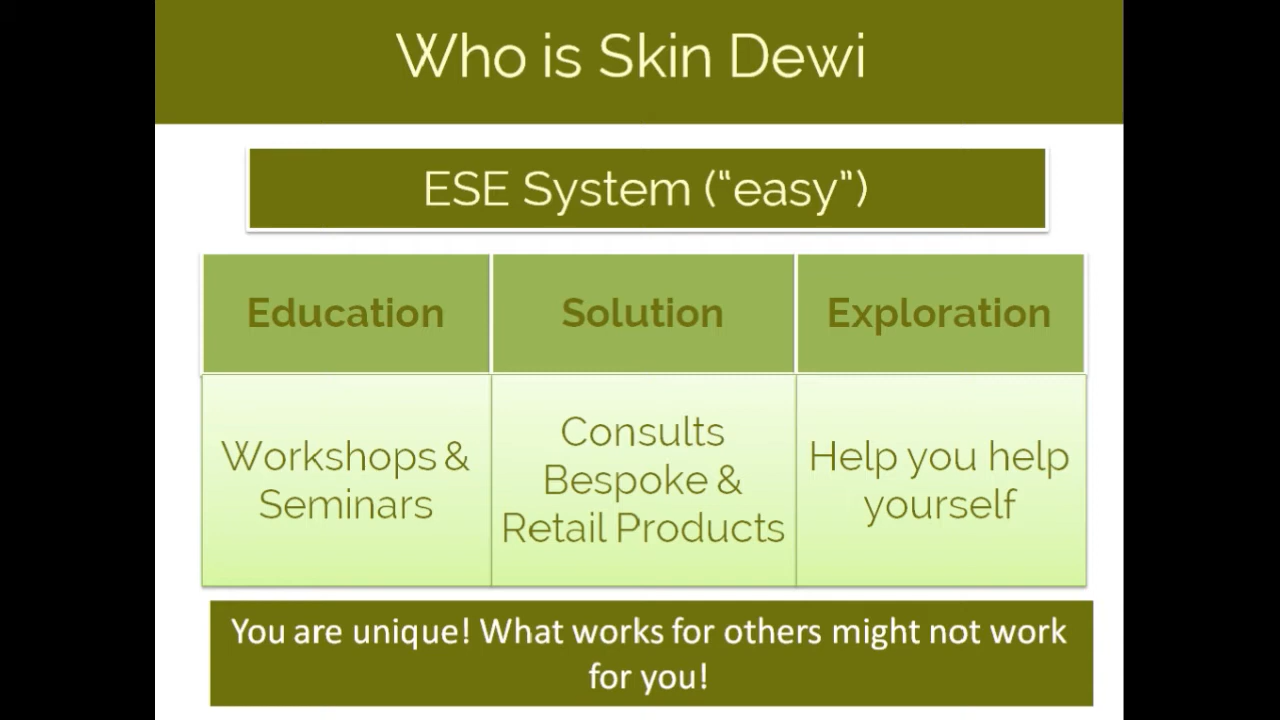 Who is Skin Dewi
ESE System (“easy”)
Education
Solution
Exploration
Workshops &
Seminars
Consults
Bespoke &
Retail Products
Help you help
yourself
You are unique! What works for others might not work
for you!